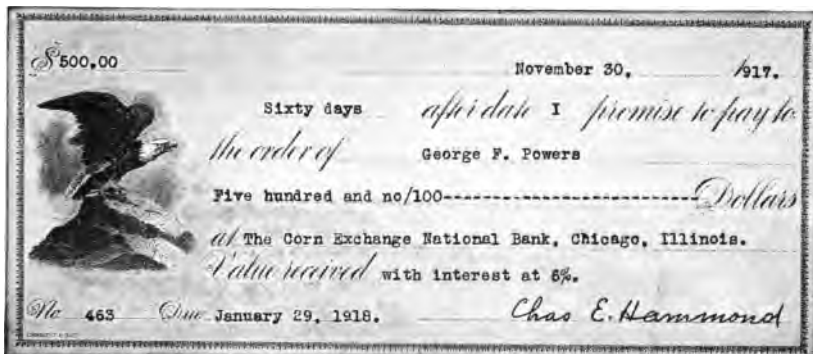 $500.00 November 30, 1917.
Sixty days after date I promise to pay to
the order of George F. Powers
Five hundred and no/100------------------------Dollars
at The Corn Exchange National Bank, Chicago, Illinois.
Value received with interest at 6%.
No. 463 Due January 29, 1918. Chas E. Hammond